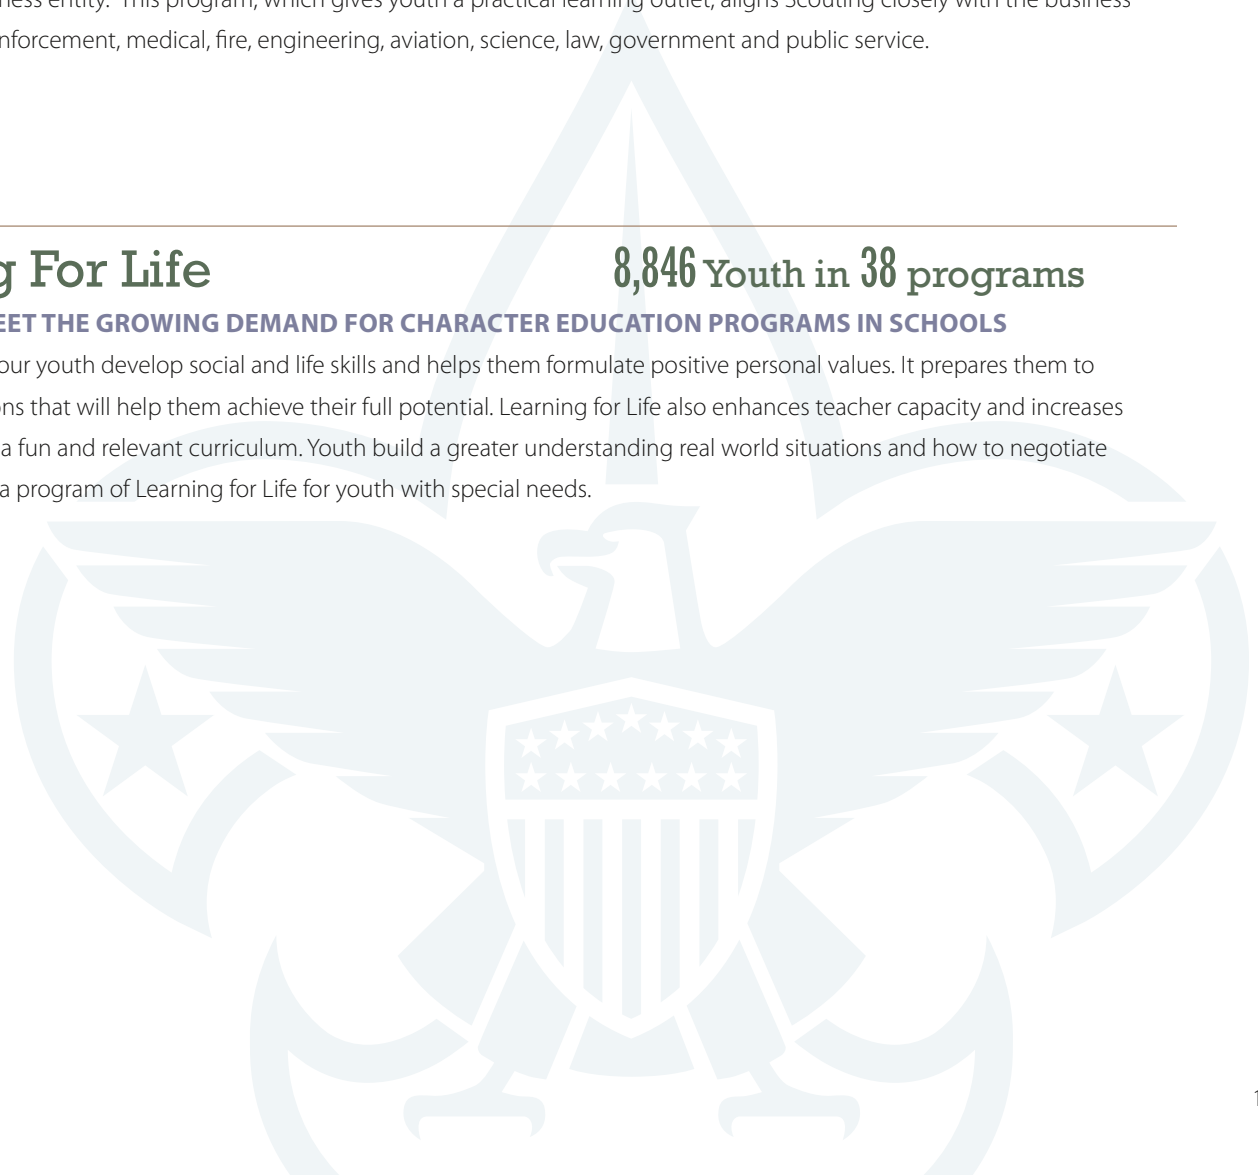 ness entity. This program, which gives youth a practical learning outlet, aligns Scouting closely with the business
nforcement, medical, fire, engineering, aviation, science, law, government and public service.
g For Life
8,846 Youth in 38 programs
EET THE GROWING DEMAND FOR CHARACTER EDUCATION PROGRAMS IN SCHOOLS
our youth develop social and life skills and helps them formulate positive personal values. It prepares them to
ns that will help them achieve their full potential. Learning for Life also enhances teacher capacity and increases
a fun and relevant curriculum. Youth build a greater understanding real world situations and how to negotiate
a program of Learning for Life for youth with special needs.
1